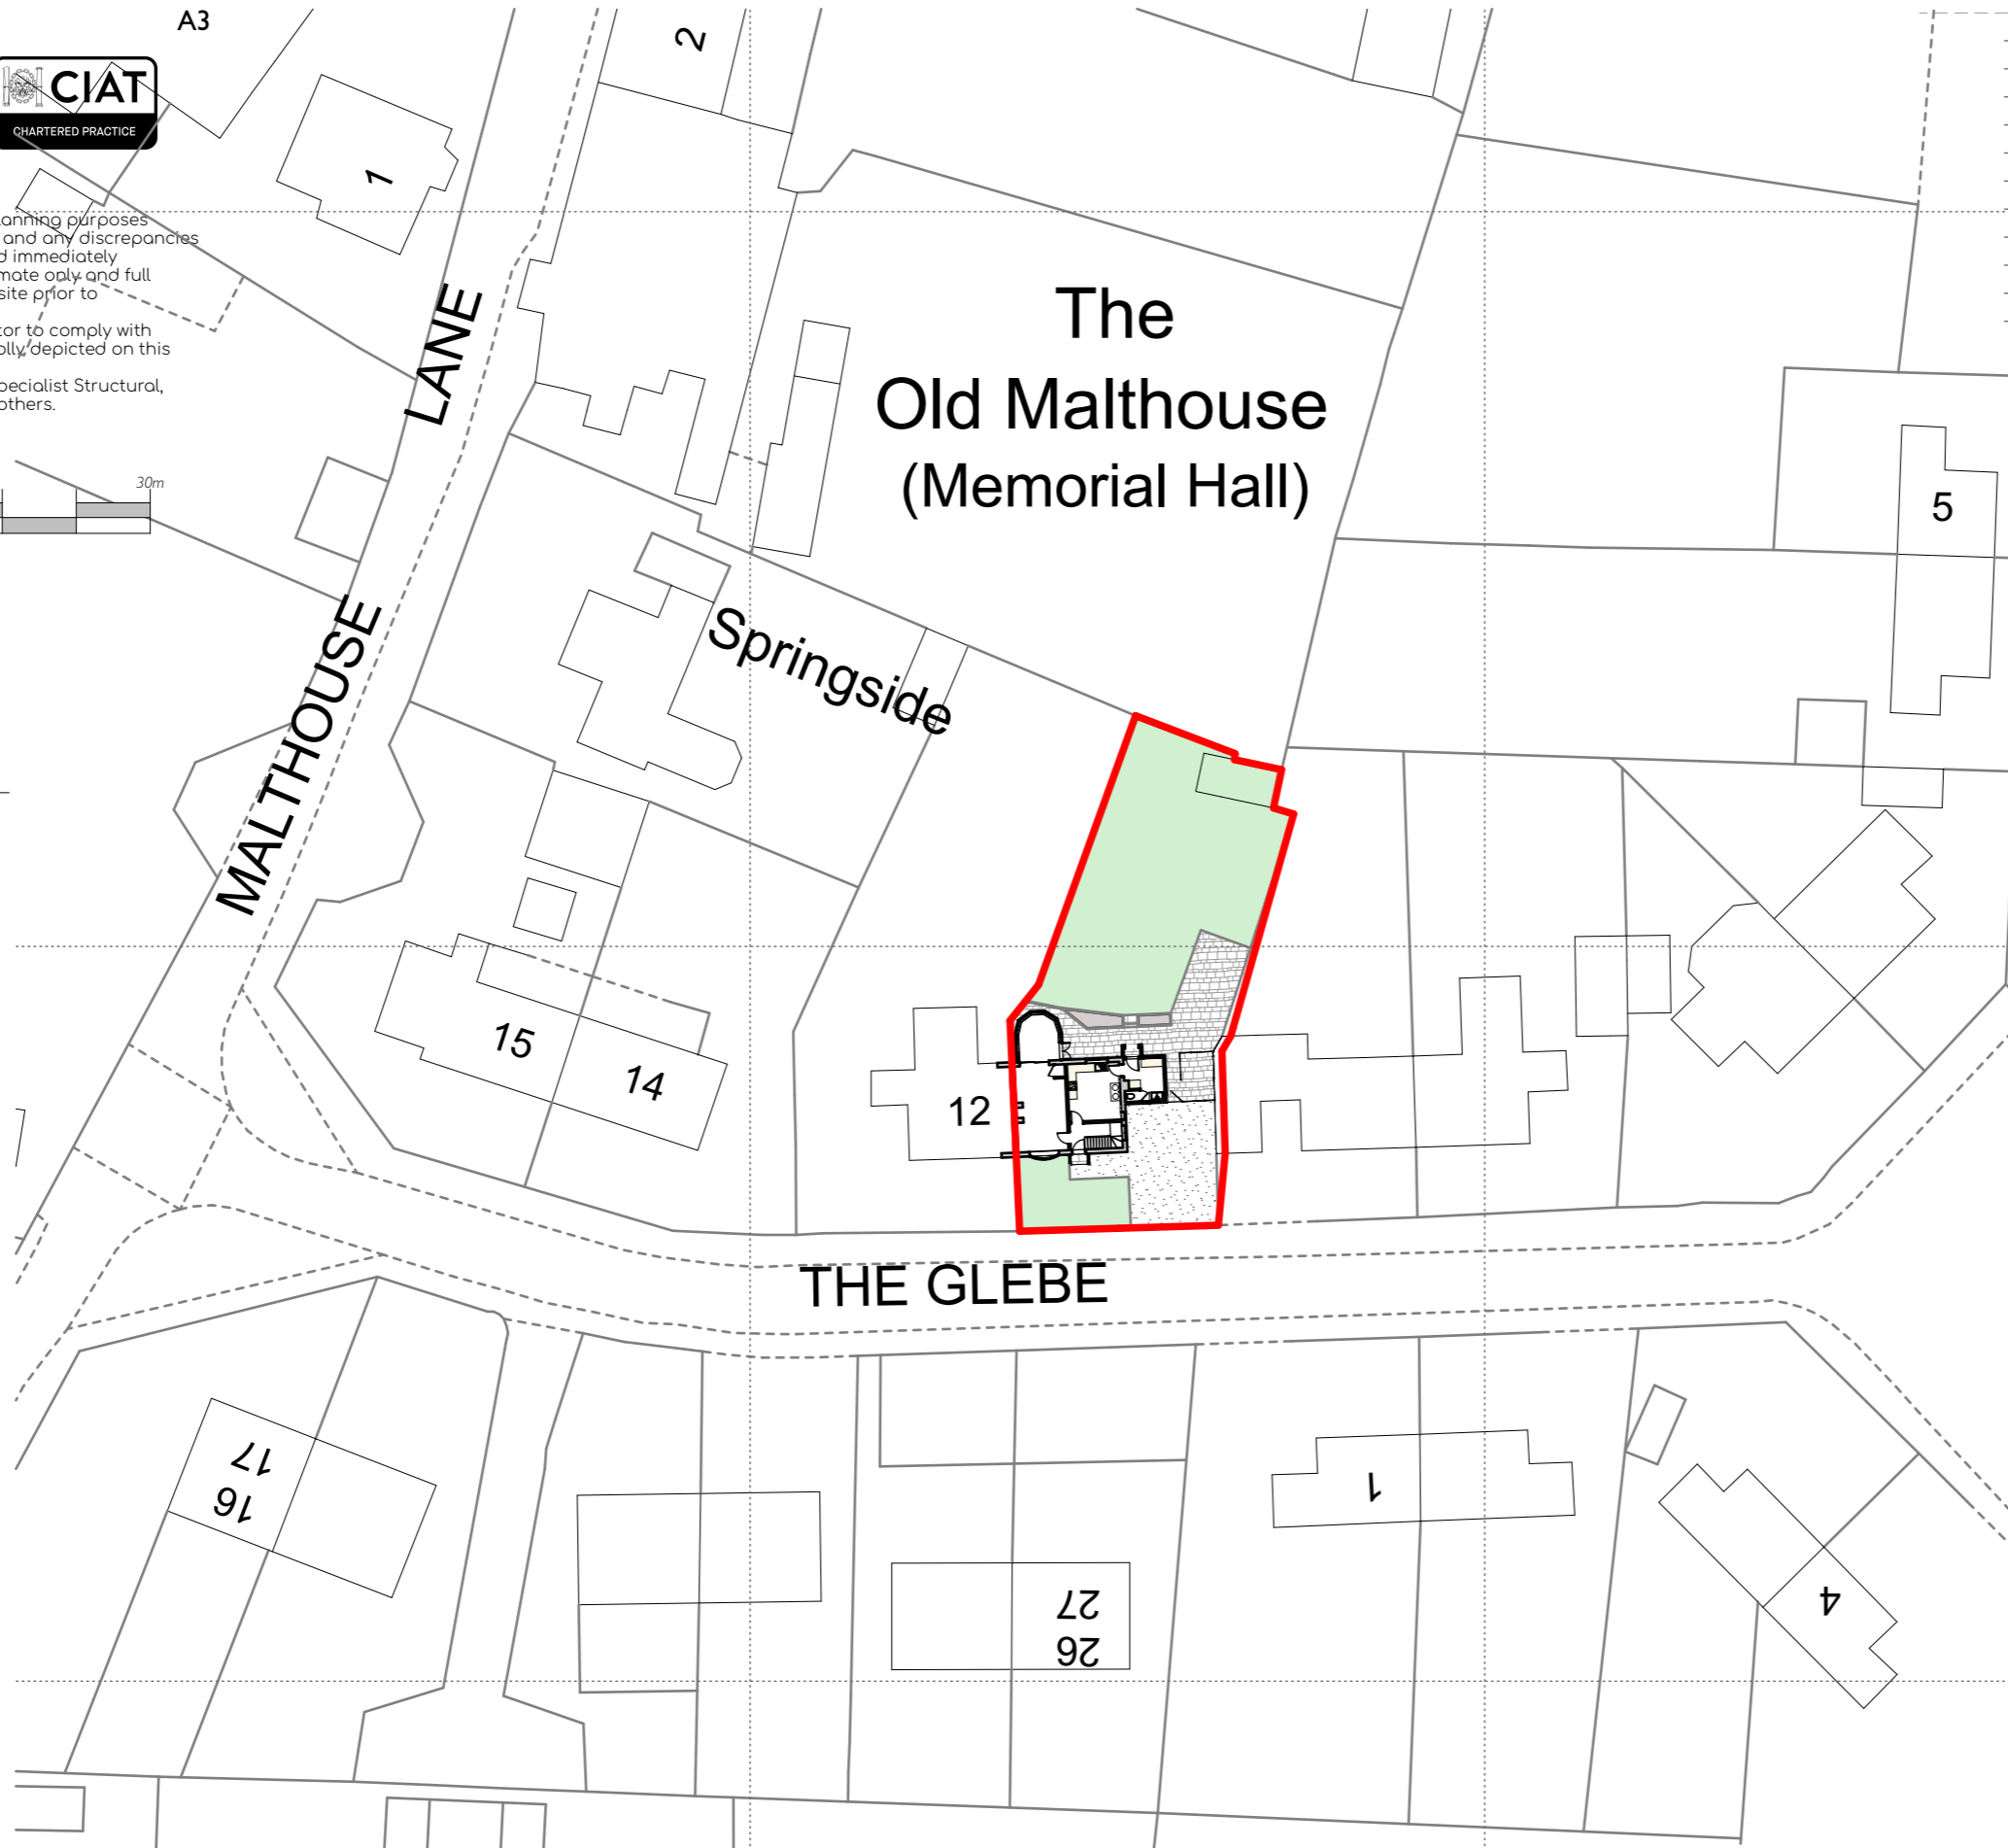 A3
CIAT
CHARTERED PRACTICE
lanning purposes
and any discrepancies
d immediately
mate only and full
site prior to
tor to comply with
olly depicted on this
pecialist Structural,
others.
30m
1
2
MALTHOUSE LANE
The
Old Malthouse
(Memorial Hall)
5
Springside
15
14
12
THE GLEBE
17
16
27
26
1
4